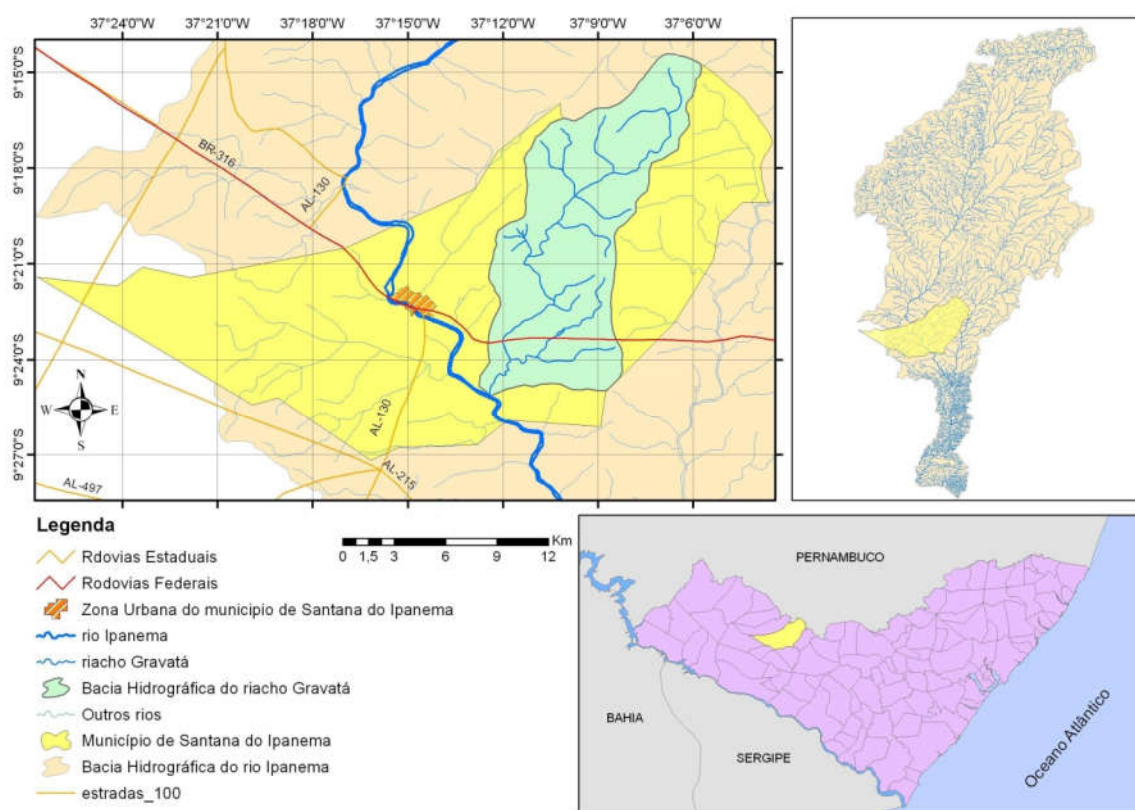 37°24'0"W 37°21'0"W 37°18'0"W 37°15'0"W 37°12'0"W 37°9'0"W 37°6'0"W
9°15'0"S
9°18'0"S
9°21'0"S
9°24'0"S
9°27'0"S
BR-316
AL-130
AL-130
AL-215
AL-497
N
W E
S
Legenda
Rdovias Estaduais
Rodovias Federais
Zona Urbana do municipio de Santana do Ipanema
rio Ipanema
riacho Gravatá
Bacia Hidrográfica do riacho Gravatá
Outros rios
Município de Santana do Ipanema
Bacia Hidrográfica do rio Ipanema
estradas_100
Km
0 1,5 3 6 9 12
PERNAMBUCO
BAHIA
SERGIPE
Oceano Atlântico